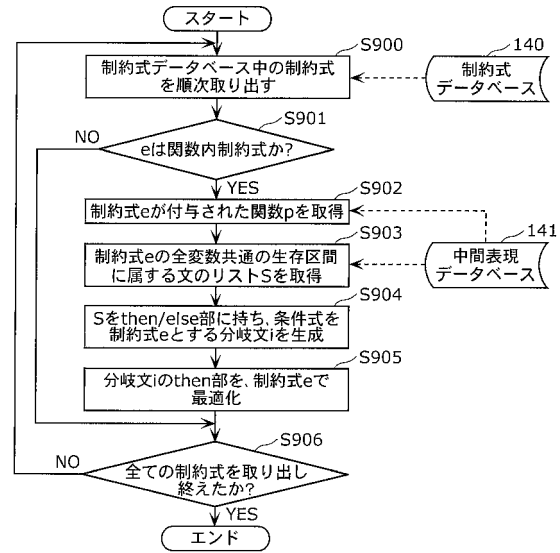 スタート
S900
制約式データベース中の制約式
を順次取り出す
140
制約式
データベース
S901
eは関数内制約式か?
NO
YES
S902
制約式eが付与された関数pを取得
S903
制約式eの全変数共通の生存区間
に属する文のリストSを取得
141
中間表現
データベース
S904
Sをthen/else部に持ち、条件式を
制約式eとする分岐文iを生成
S905
分岐文iのthen部を、制約式eで
最適化
S906
全ての制約式を取り出し
終えたか?
NO
YES
エンド